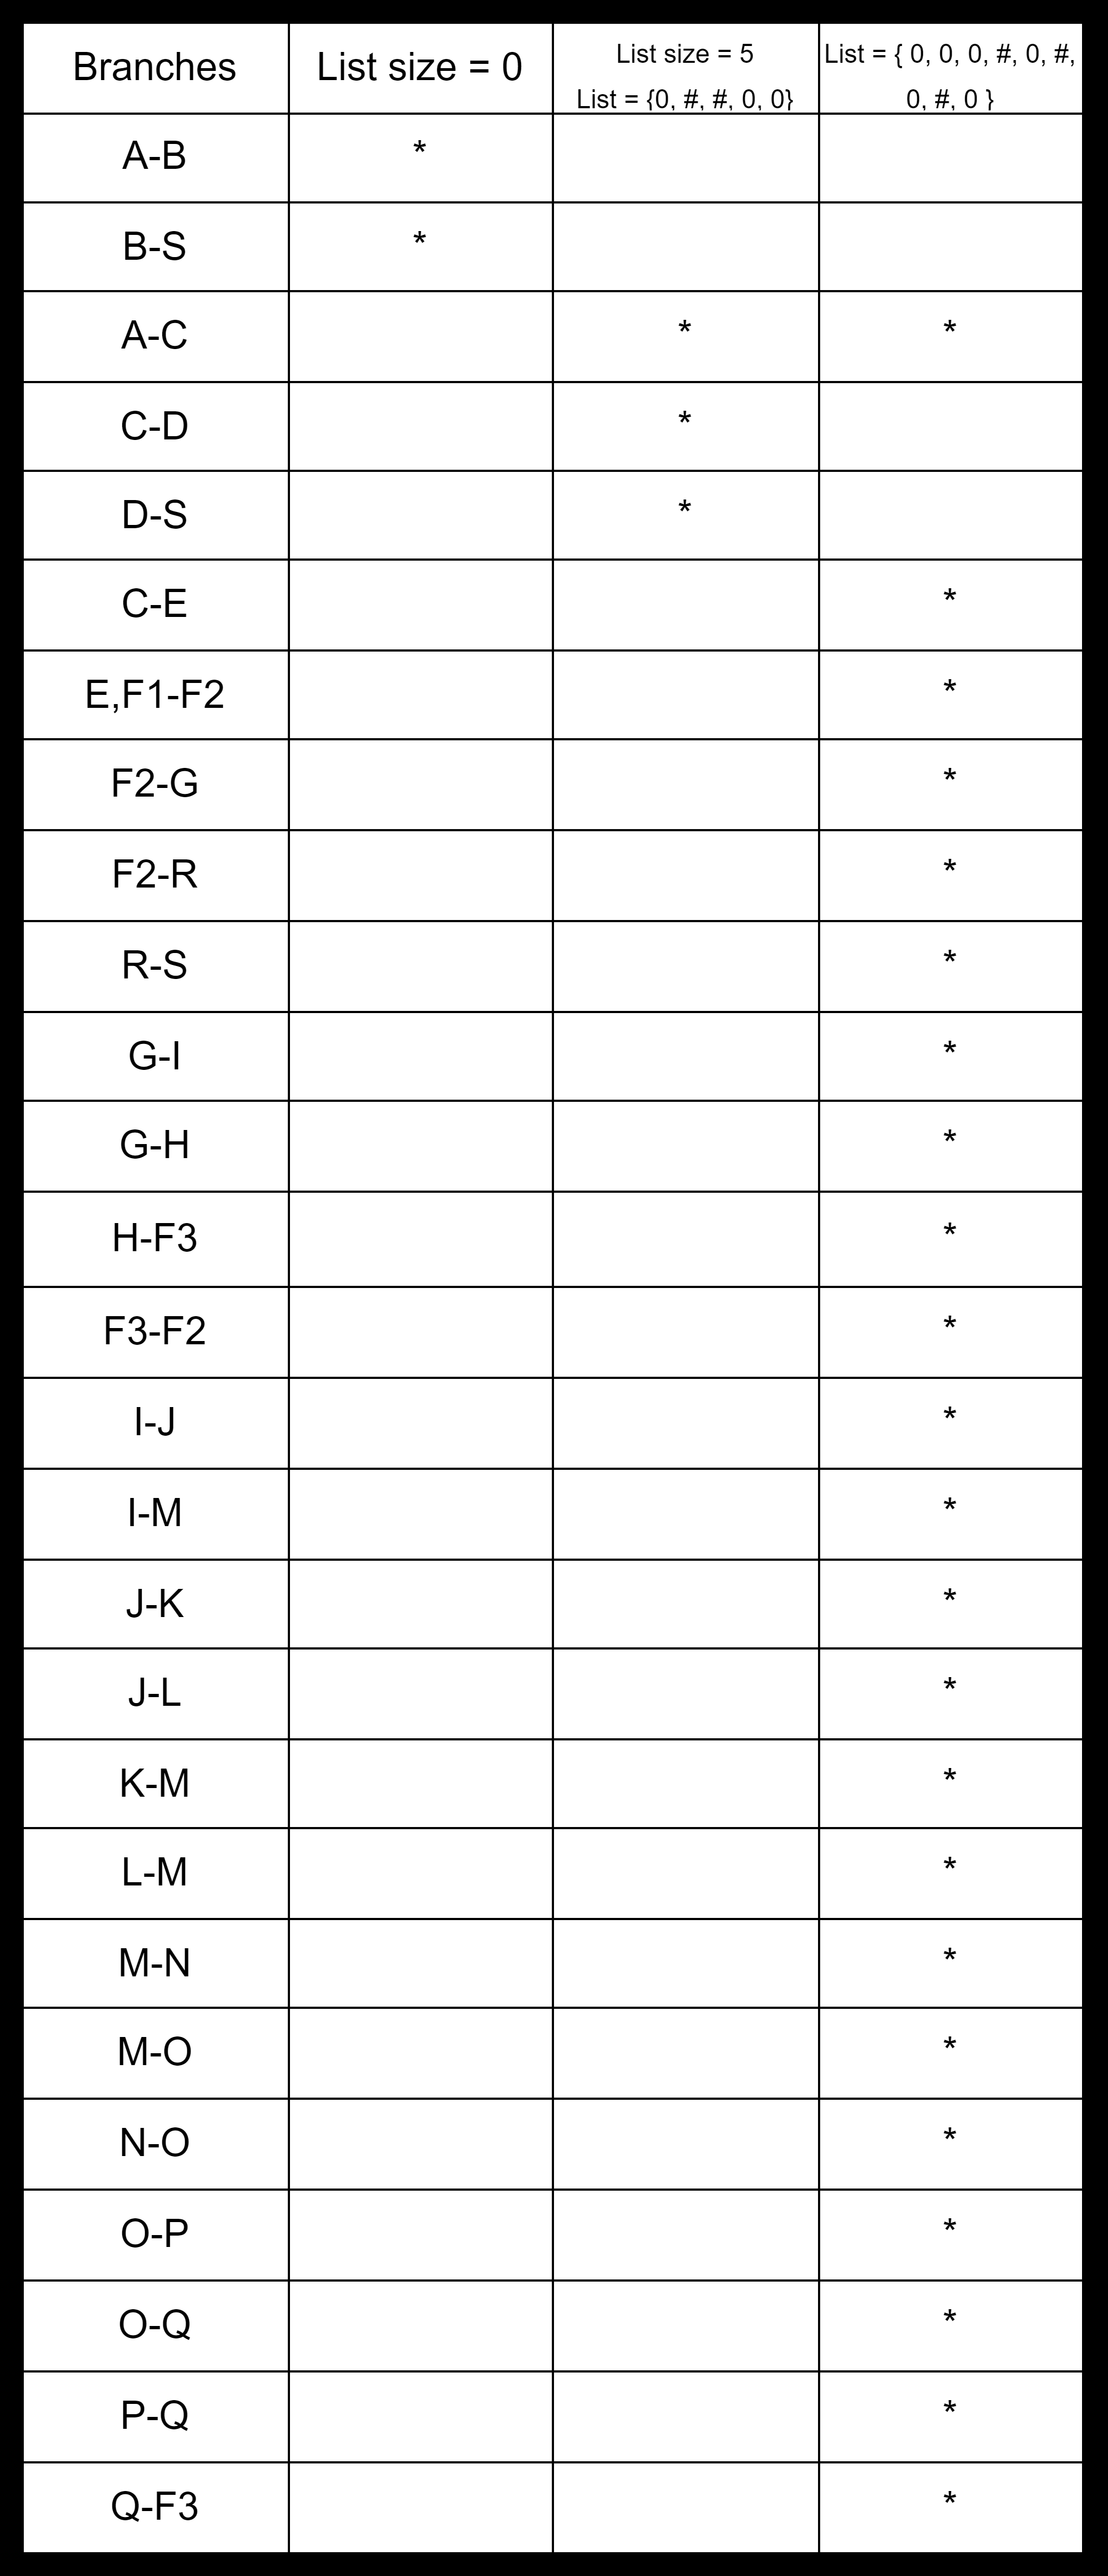 Branches List size = 0 List size = 5 List = { 0, 0, 0, #, 0, #,
List = {0, #, #, 0, 0} 0, #, 0 }
A-B *
B-S *
A-C * *
C-D *
D-S *
C-E *
E,F1-F2 *
F2-G *
F2-R *
R-S *
G-I *
G-H *
H-F3 *
F3-F2 *
I-J *
I-M *
J-K *
J-L *
K-M *
L-M *
M-N *
M-O *
N-O *
O-P *
O-Q *
P-Q *
Q-F3 *